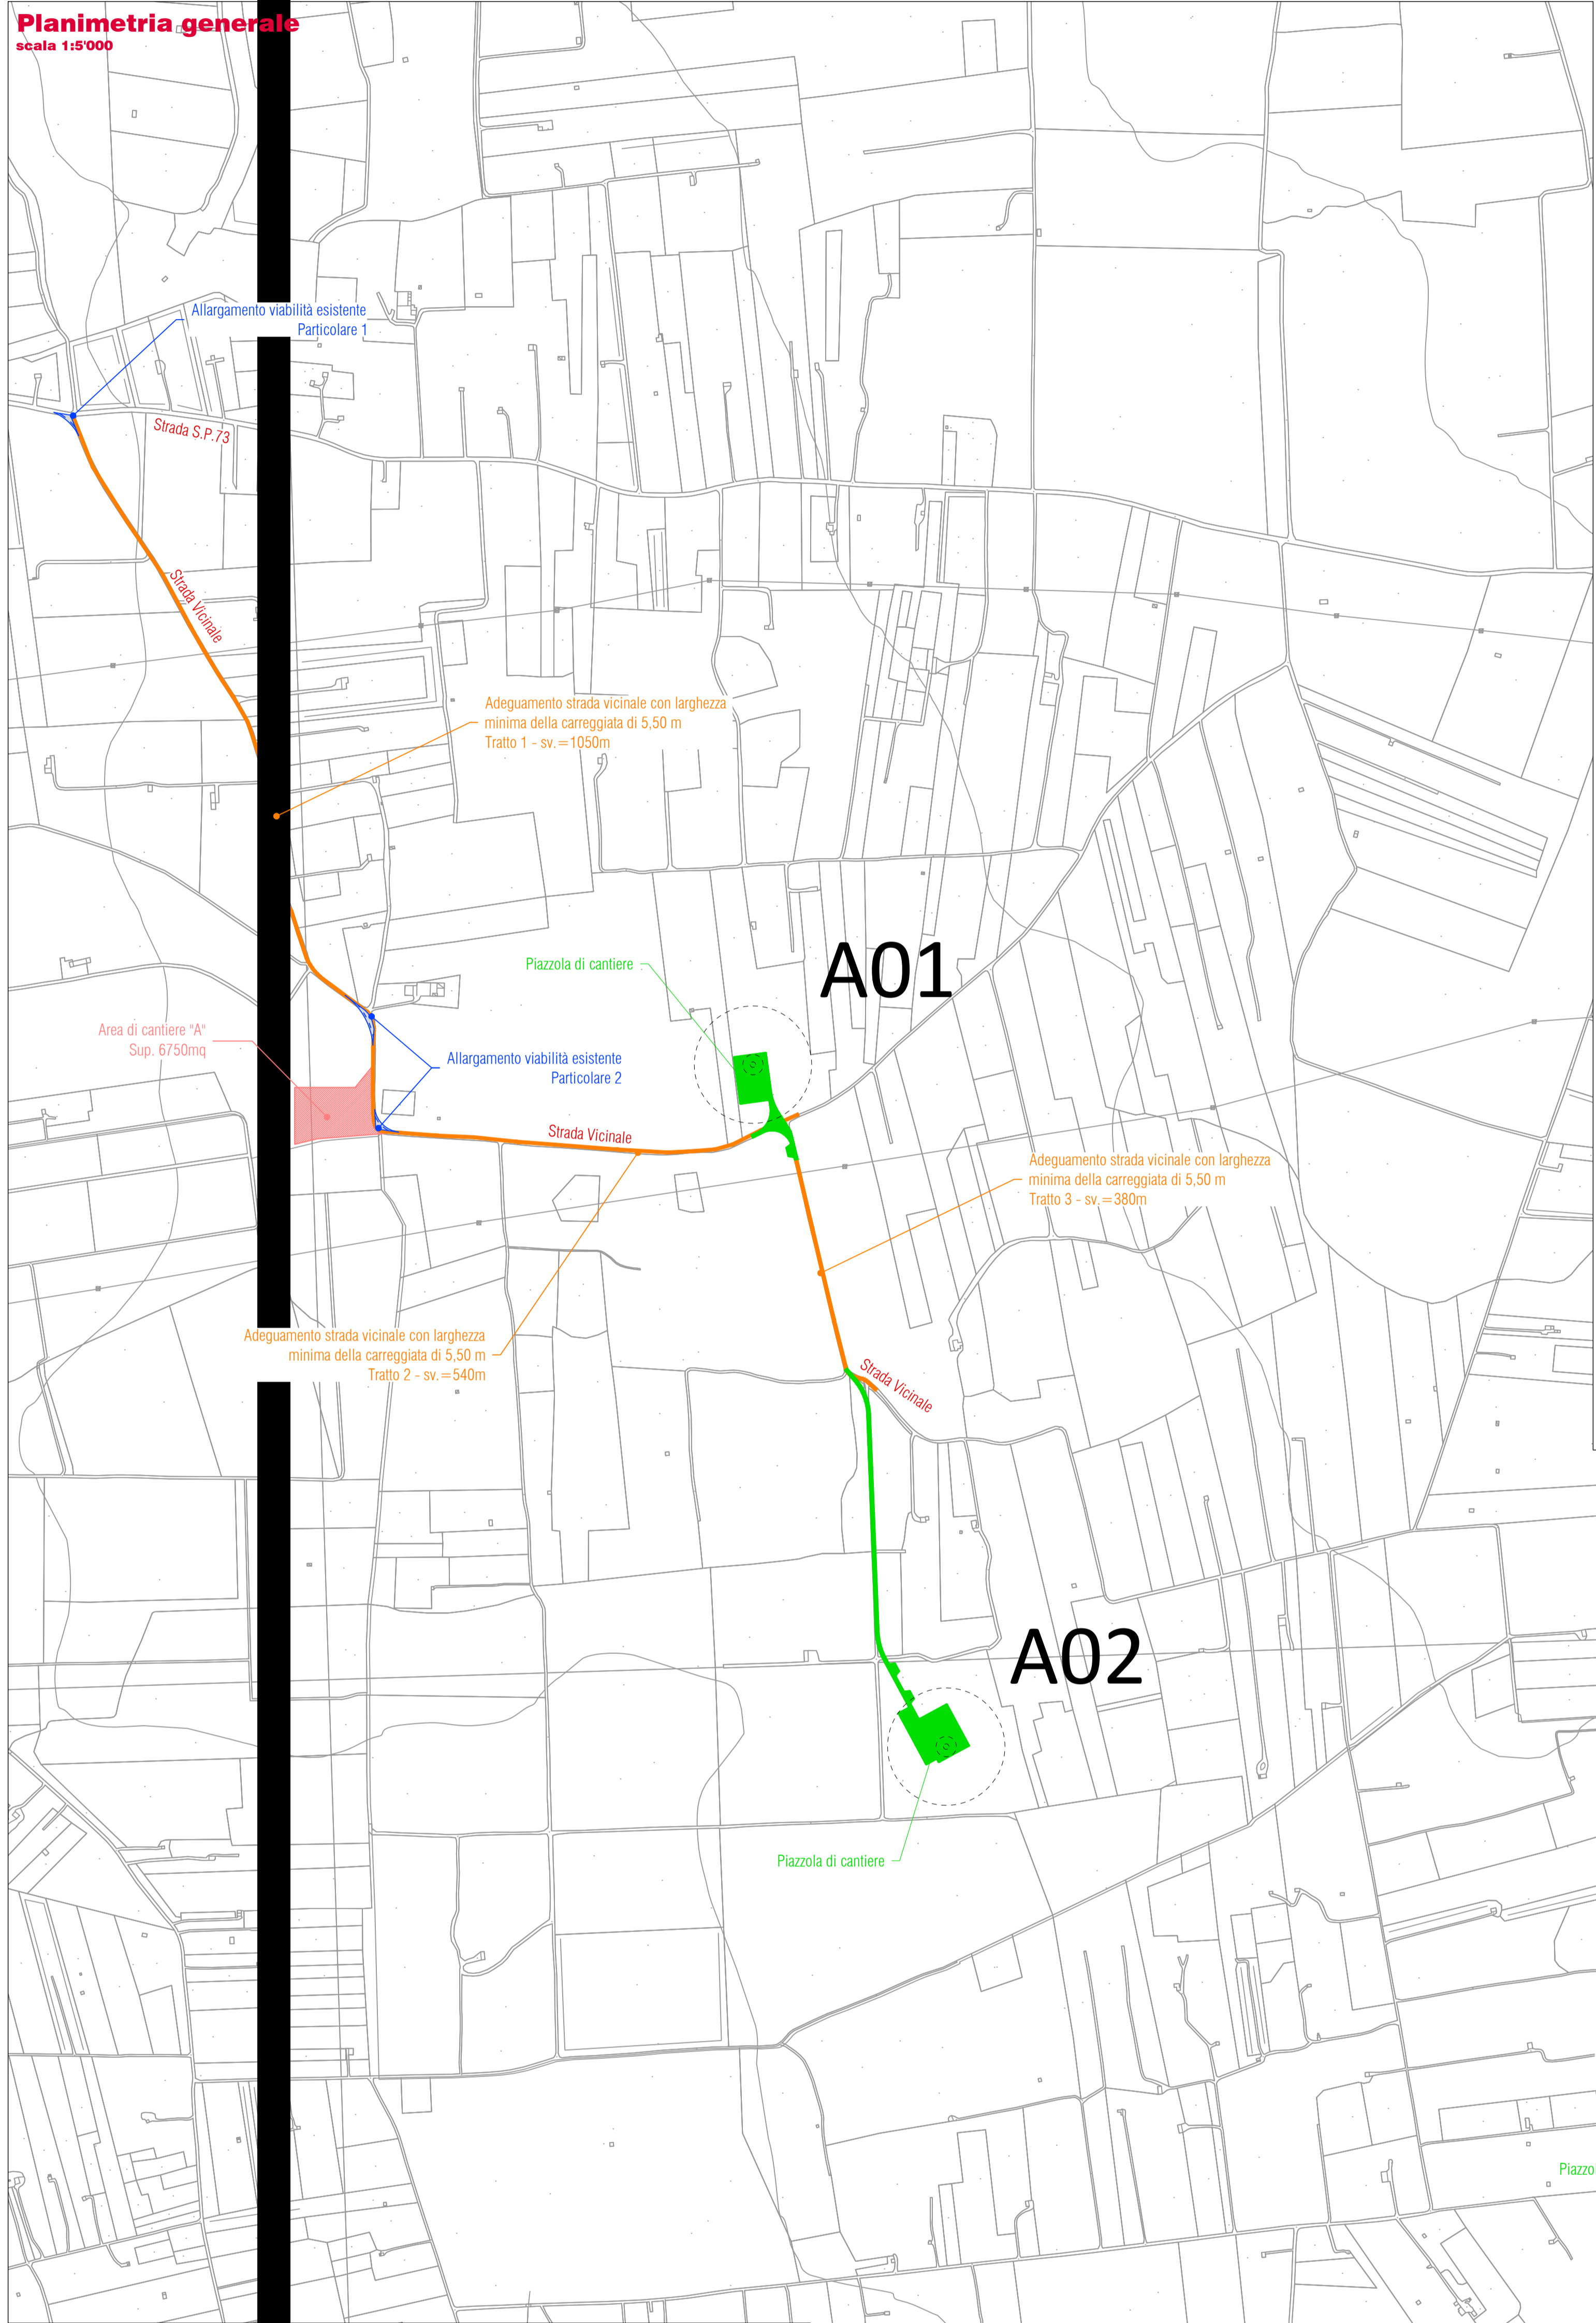 Planimetria generale
scala 1:5'000
Allargamento viabilità esistente
Particolare 1
Strada S.P.73
Strada Vicinale
Adeguamento strada vicinale con larghezza
minima della carreggiata di 5,50 m
Tratto 1 - sv.=1050m
A01
Piazzola di cantiere
Area di cantiere "A"
Sup. 6750mq
Allargamento viabilità esistente
Particolare 2
Strada Vicinale
Adeguamento strada vicinale con larghezza
minima della carreggiata di 5,50 m
Tratto 3 - sv.=380m
Adeguamento strada vicinale con larghezza
minima della carreggiata di 5,50 m
Tratto 2 - sv.=540m
Strada Vicinale
A02
Piazzola di cantiere
Piazzo